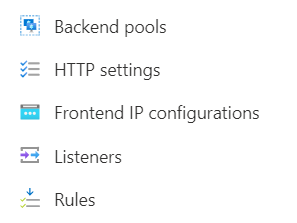 Backend pools
HTTP settings
Frontend IP configurations
Listeners
Rules